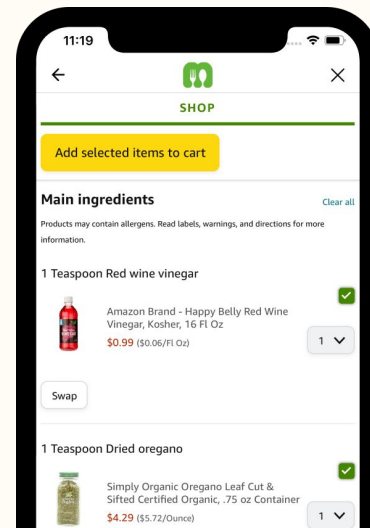 11:19
SHOP
Add selected items to cart
Main ingredients
Clear all
Products may contain allergens. Read labels, warnings, and directions for more
information.
1 Teaspoon Red wine vinegar
Amazon Brand - Happy Belly Red Wine
Vinegar, Kosher, 16 Fl Oz
$0.99 ($0.06/Fl Oz)
1
Swap
1 Teaspoon Dried oregano
Simply Organic Oregano Leaf Cut &
Sifted Certified Organic, .75 oz Container
$4.29 ($5.72/Ounce)
1